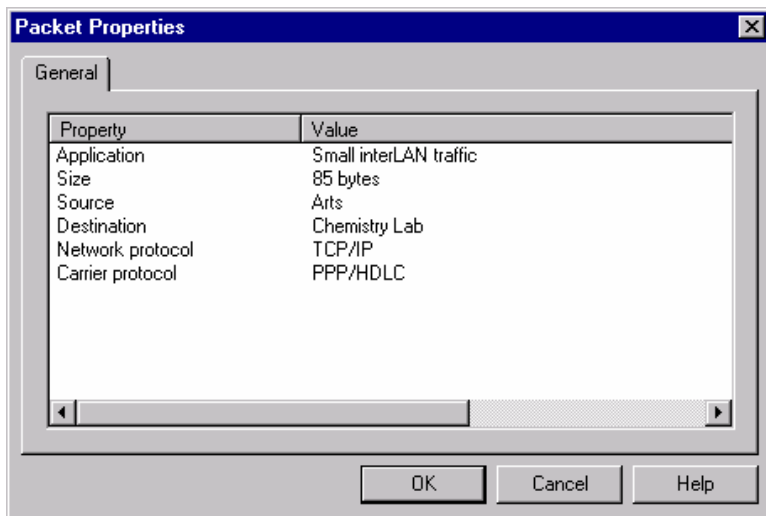 Packet Properties
General
Property Value
Application Small interLAN traffic
Size 85 bytes
Source Arts
Destination Chemistry Lab
Network protocol TCP/IP
Carrier protocol PPP/HDLC
OK Cancel Help